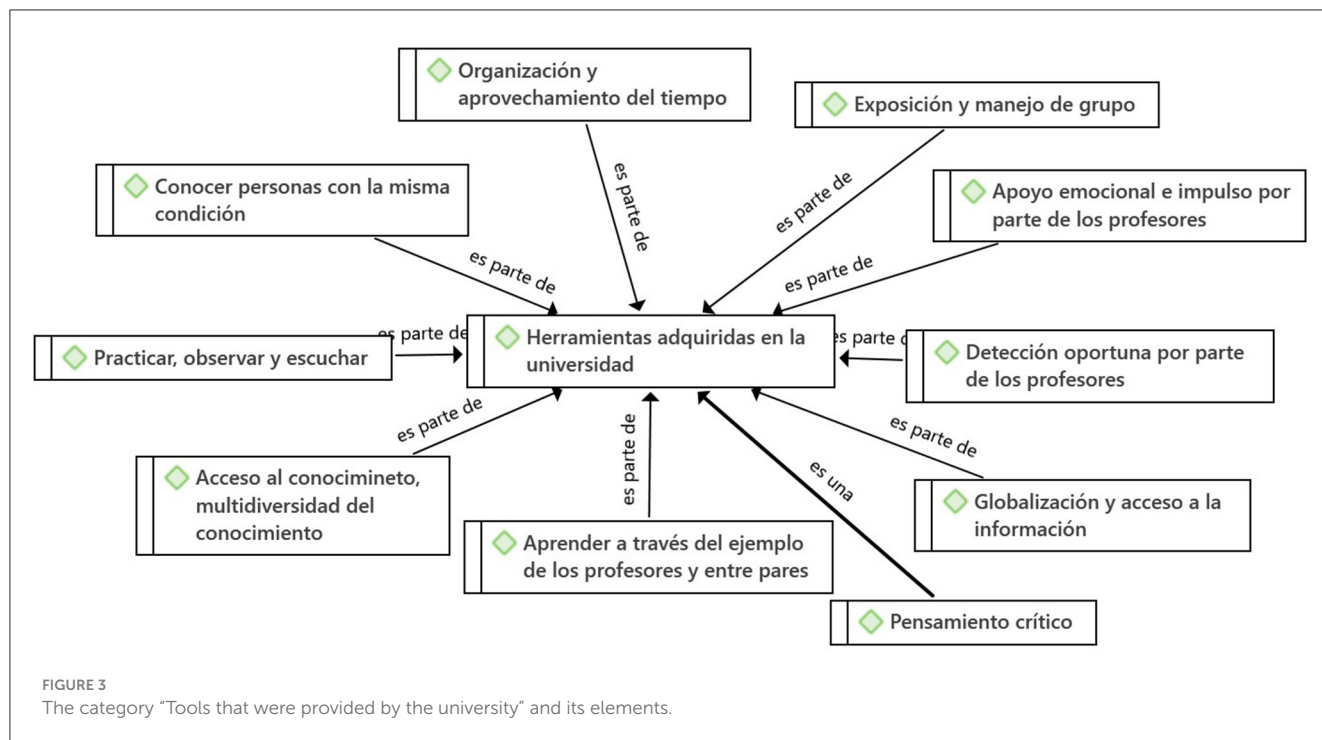 Organización y
aprovechamiento del tiempo
Exposición y manejo de grupo
es parte de
es parte de
Conocer personas con la misma
condición
Apoyo emocional e impulso por
parte de los profesores
es parte de
es parte de
Practicar, observar y escuchar
es parte de
Herramientas adquiridas en la
universidad
es parte
Detección oportuna por parte
de los profesores
es parte de
es parte de
es parte de
es una
Acceso al conocimineto,
multidiversidad del
conocimiento
Aprender a través del ejemplo
de los profesores y entre pares
Globalización y acceso a la
información
Pensamiento crítico
FIGURE 3
The category "Tools that were provided by the university" and its elements.